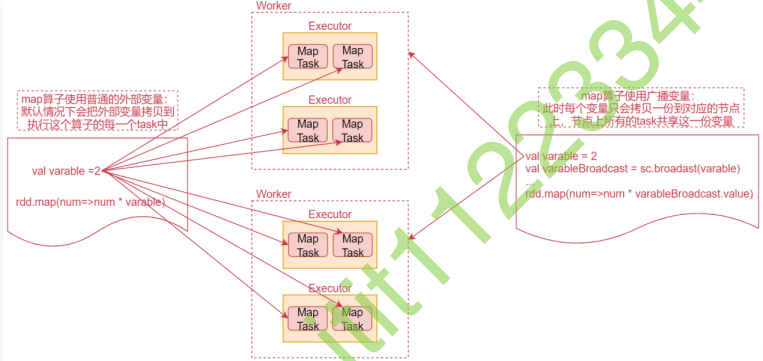 map算子使用普通的外部变量：
默认情况下会把外部变量拷贝到
执行这个算子的每一个task中
val varable =2
rdd.map(num=>num * varable)
Worker
Executor
Map Task
Map Task
Executor
Map Task
Map Task
Worker
Executor
Map Task
Map Task
Executor
Map Task
Map Task
map算子使用广播变量：
此时每个变量只会拷贝一份到对应的节点
上，节点上所有的task共享这一份变量
val varable = 2
val varableBroadcast = sc.broadast(varable)
...
rdd.map(num=>num * varableBroadcast.value)